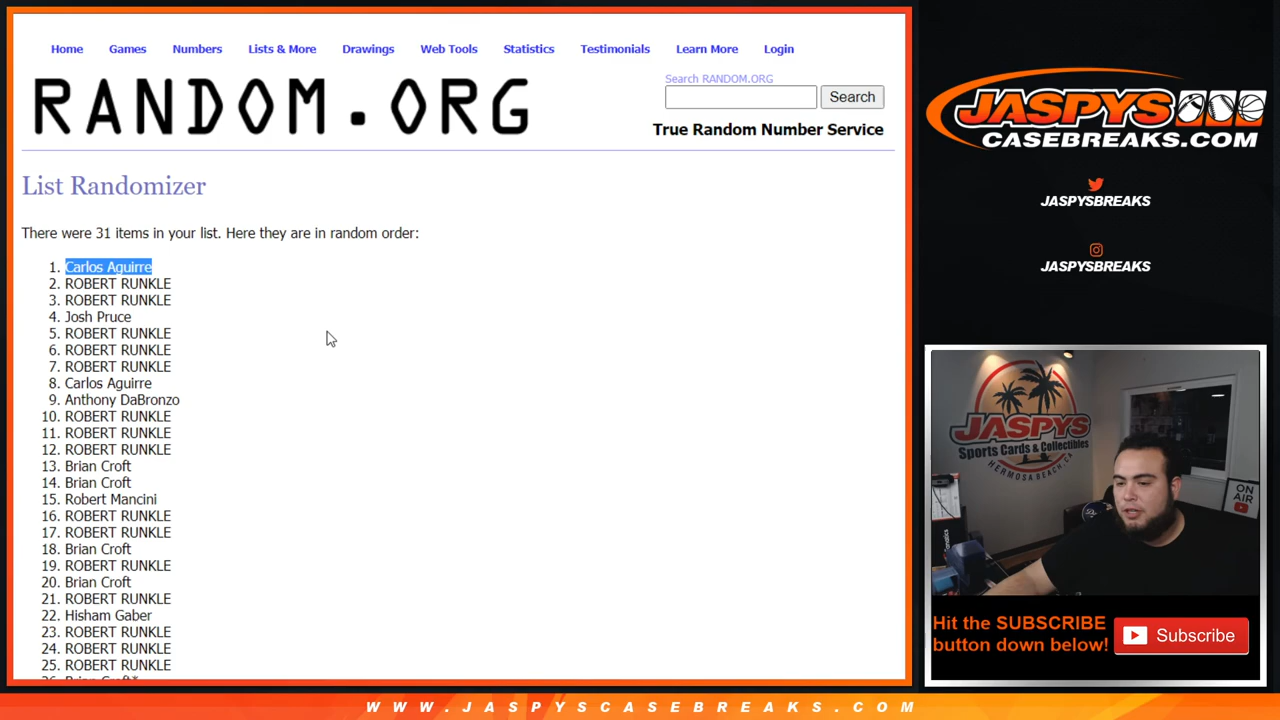 Home Games Numbers Lists & More Drawings Web Tools Statistics Testimonials Learn More Login
RANDOM.ORG
Search RANDOM.ORG
Search
True Random Number Service
List Randomizer
There were 31 items in your list. Here they are in random order:
1. Carlos Aguirre
2. ROBERT RUNKLE
3. ROBERT RUNKLE
4. Josh Pruce
5. ROBERT RUNKLE
6. ROBERT RUNKLE
7. ROBERT RUNKLE
8. Carlos Aguirre
9. Anthony DaBronzo
10. ROBERT RUNKLE
11. ROBERT RUNKLE
12. ROBERT RUNKLE
13. Brian Croft
14. Brian Croft
15. Robert Mancini
16. ROBERT RUNKLE
17. ROBERT RUNKLE
18. Brian Croft
19. ROBERT RUNKLE
20. Brian Croft
21. ROBERT RUNKLE
22. Hisham Gaber
23. ROBERT RUNKLE
24. ROBERT RUNKLE
25. ROBERT RUNKLE
JASPYS
CASEBREAKS.COM
JASPYSBREAKS
JASPYSBREAKS
JASPYS
Sports Cards & Collectibles
HERMOSA BEACH, CA
ON
AIR
Hit the SUBSCRIBE
button down below!
Subscribe
WWW.JASPYSCASEBREAKS.COM